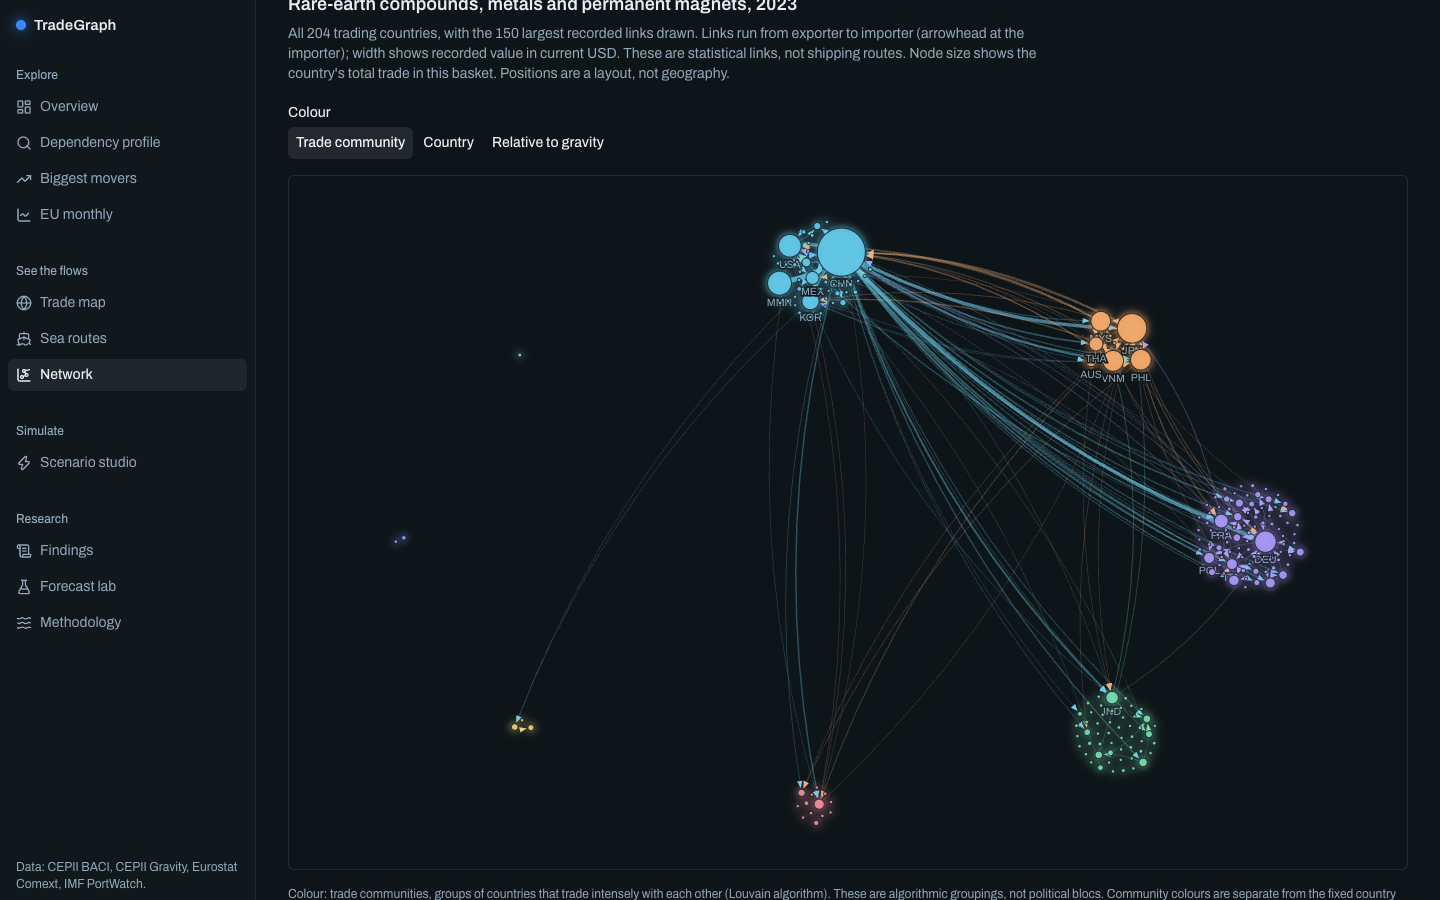 TradeGraph
Explore
Overview
Dependency profile
Biggest movers
EU monthly
See the flows
Trade map
Sea routes
Network
Simulate
Scenario studio
Research
Findings
Forecast lab
Methodology
Data: CEPII BACI, CEPII Gravity, Eurostat
Comext, IMF PortWatch.
Rare-earth compounds, metals and permanent magnets, 2023
All 204 trading countries, with the 150 largest recorded links drawn. Links run from exporter to importer (arrowhead at the
importer); width shows recorded value in current USD. These are statistical links, not shipping routes. Node size shows the
country's total trade in this basket. Positions are a layout, not geography.
Colour
Trade community Country Relative to gravity
USA
CHN
MEX
MMR
KOR
MYS
JPN
THA
AUS
VNM
PHL
FRA
DEU
IND
Colour: trade communities, groups of countries that trade intensely with each other (Louvain algorithm). These are algorithmic groupings, not political blocs. Community colours are separate from the fixed country